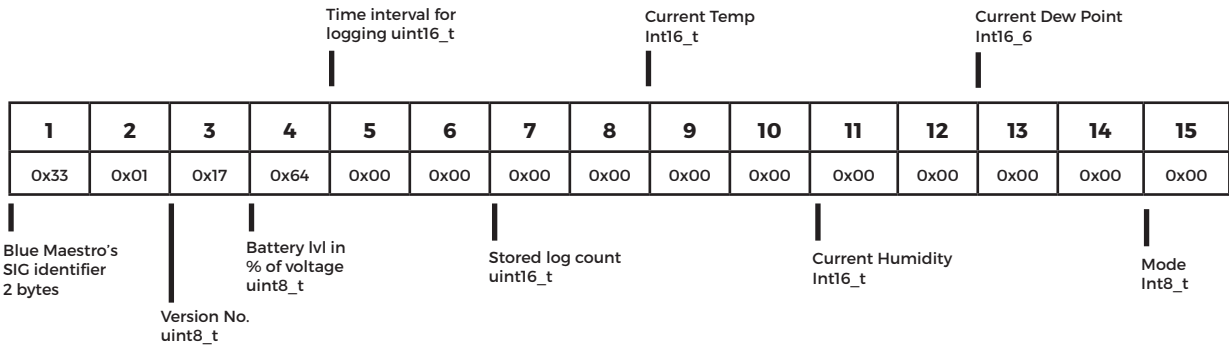 Time interval for
logging uint16_t
Current Temp
Int16_t
Current Dew Point
Int16_6
1 2 3 4 5 6 7 8 9 10 11 12 13 14 15
0x33 0x01 0x17 0x64 0x00 0x00 0x00 0x00 0x00 0x00 0x00 0x00 0x00 0x00 0x00
Blue Maestro's
SIG identifier
2 bytes
Version No.
uint8_t
Battery lvl in
% of voltage
uint8_t
Stored log count
uint16_t
Current Humidity
Int16_t
Mode
Int8_t